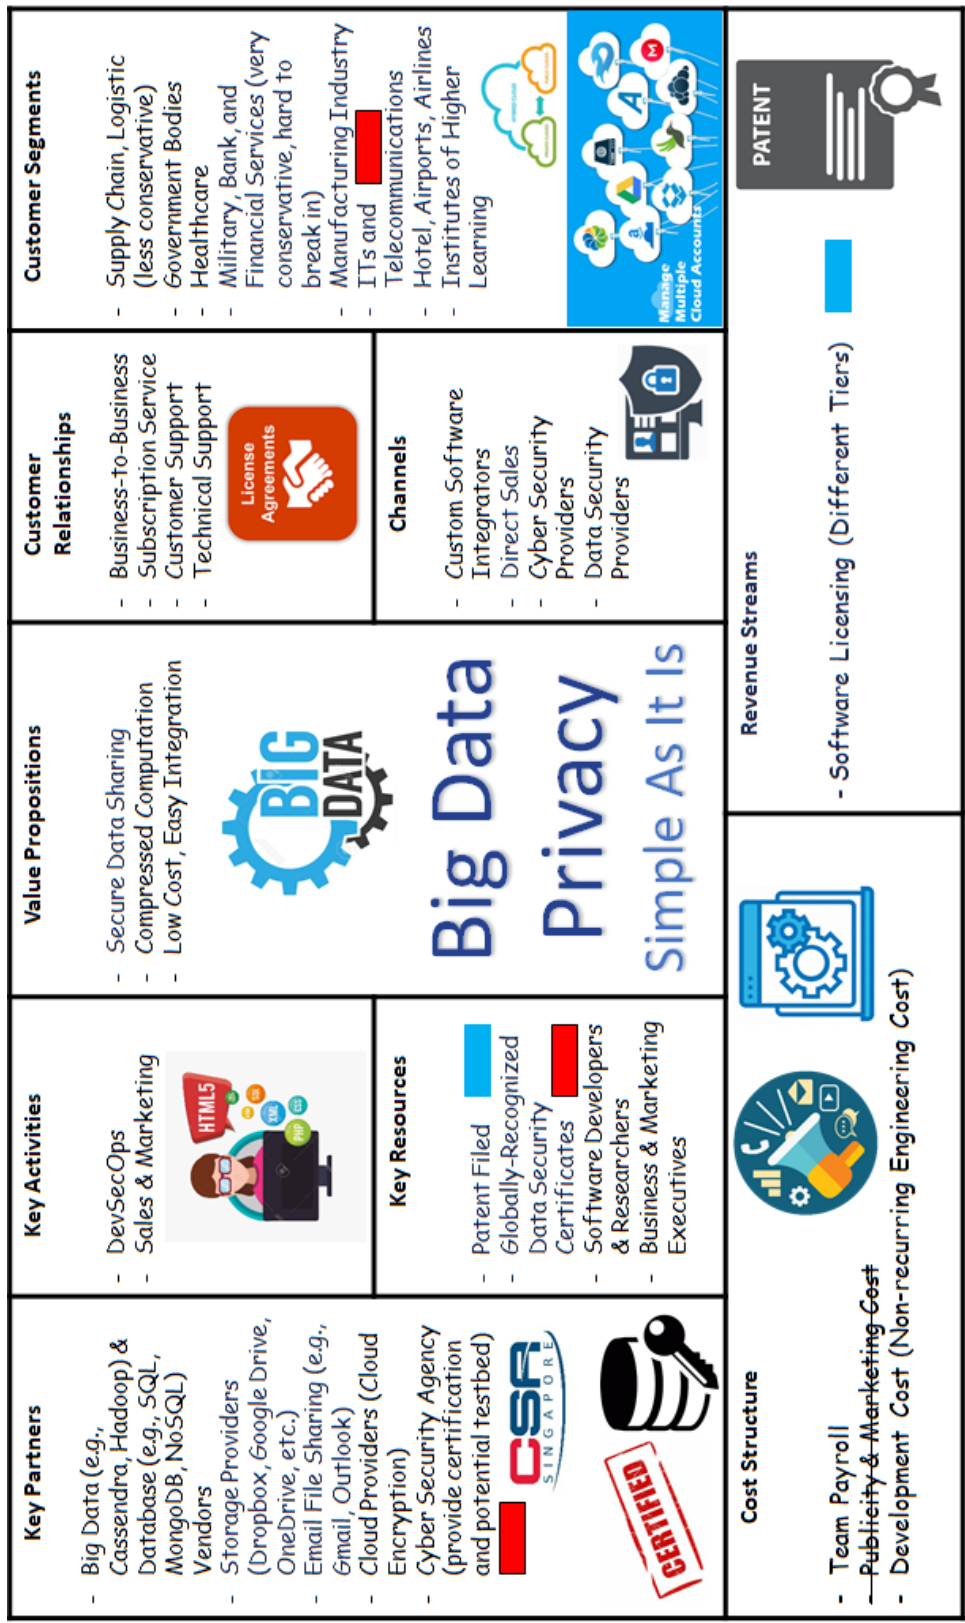 Key Partners
- Big Data (e.g.,
Cassendra, Hadoop) &
Database (e.g., SQL,
MongoDB, NoSQL)
Vendors
- Storage Providers
(Dropbox, Google Drive,
OneDrive, etc.)
- Email File Sharing (e.g.,
Gmail, Outlook)
- Cloud Providers (Cloud
Encryption)
- Cyber Security Agency
(provide certification
and potential testbed)
CSA
SINGAPORE
CERTIFIED
Key Activities
- DevSecOps
- Sales & Marketing
HTML5
XML
CSS
PHP
Key Resources
- Patent Filed
- Globally-Recognized
Data Security
Certificates
- Software Developers
& Researchers
- Business & Marketing
Executives
Value Propositions
- Secure Data Sharing
- Compressed Computation
- Low Cost, Easy Integration
BIG
DATA
Big Data
Privacy
Simple As It Is
Customer
Relationships
- Business-to-Business
- Subscription Service
- Customer Support
- Technical Support
License
Agreements
Channels
- Custom Software
Integrators
- Direct Sales
- Cyber Security
Providers
- Data Security
Providers
Customer Segments
- Supply Chain, Logistic
(less conservative)
- Government Bodies
- Healthcare
- Military, Bank, and
Financial Services (very
conservative, hard to
break in)
- Manufacturing Industry
- ITs and
Telecommunications
- Hotel, Airports, Airlines
- Institutes of Higher
Learning
Manage
Multiple
Cloud Accounts
Cost Structure
- Team Payroll
- Publicity & Marketing Cost
- Development Cost (Non-recurring Engineering Cost)
Revenue Streams
- Software Licensing (Different Tiers)
PATENT